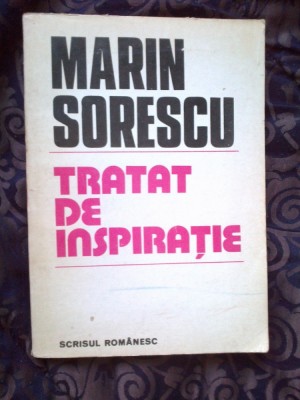 MARIN
SORESCU
TRATAT
DE
INSPIRAȚIE
SCRISUL ROMÂNESC